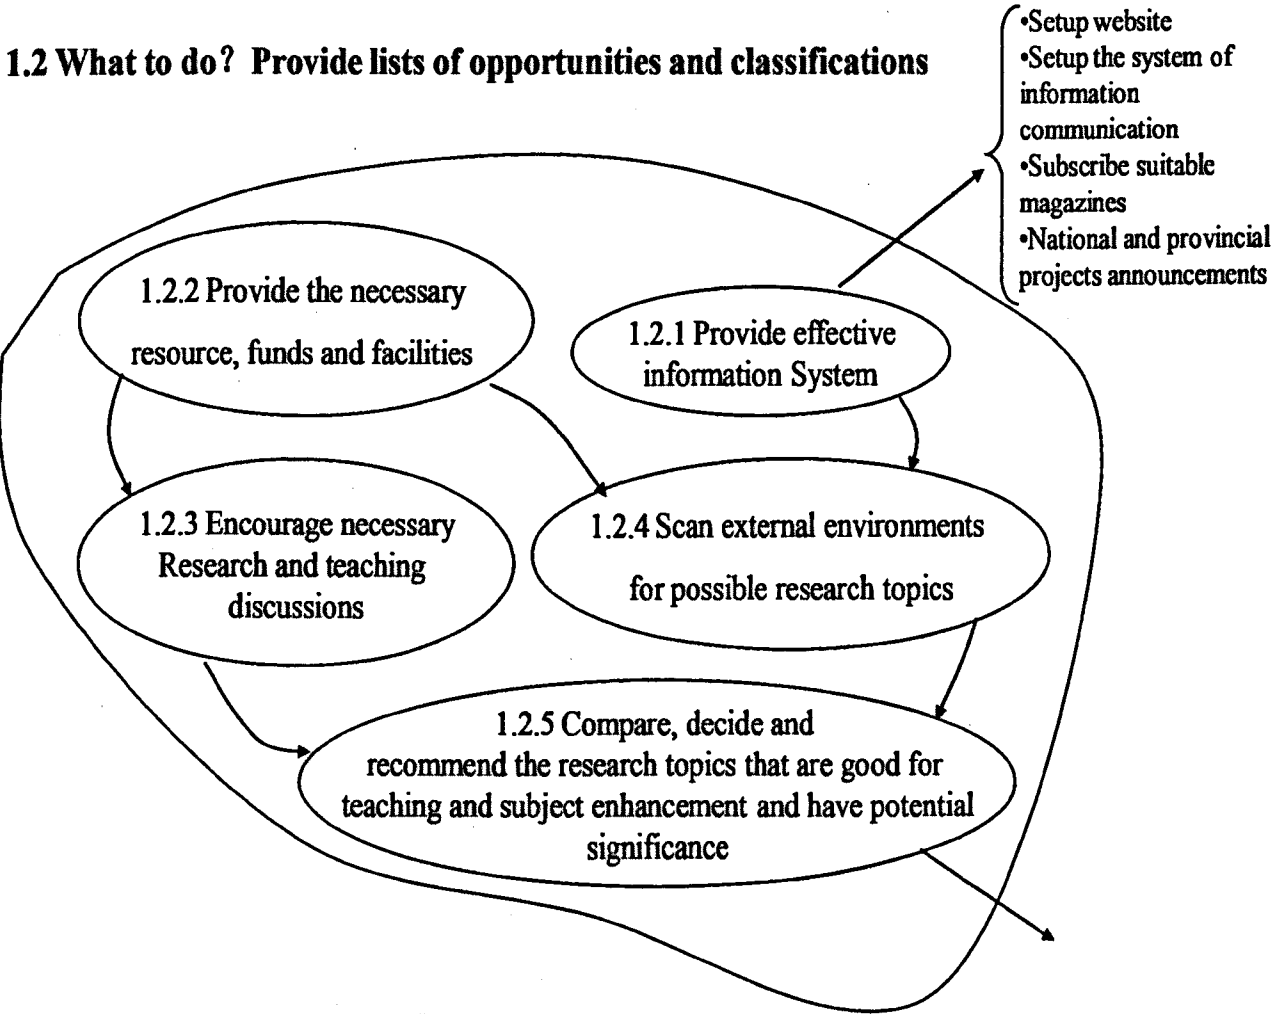 1.2 What to do? Provide lists of opportunities and classifications
•Setup website
•Setup the system of
information
communication
•Subscribe suitable
magazines
•National and provincial
projects announcements
1.2.2 Provide the necessary
resource, funds and facilities
1.2.1 Provide effective
information System
1.2.3 Encourage necessary
Research and teaching
discussions
1.2.4 Scan external environments
for possible research topics
1.2.5 Compare, decide and
recommend the research topics that are good for
teaching and subject enhancement and have potential
significance